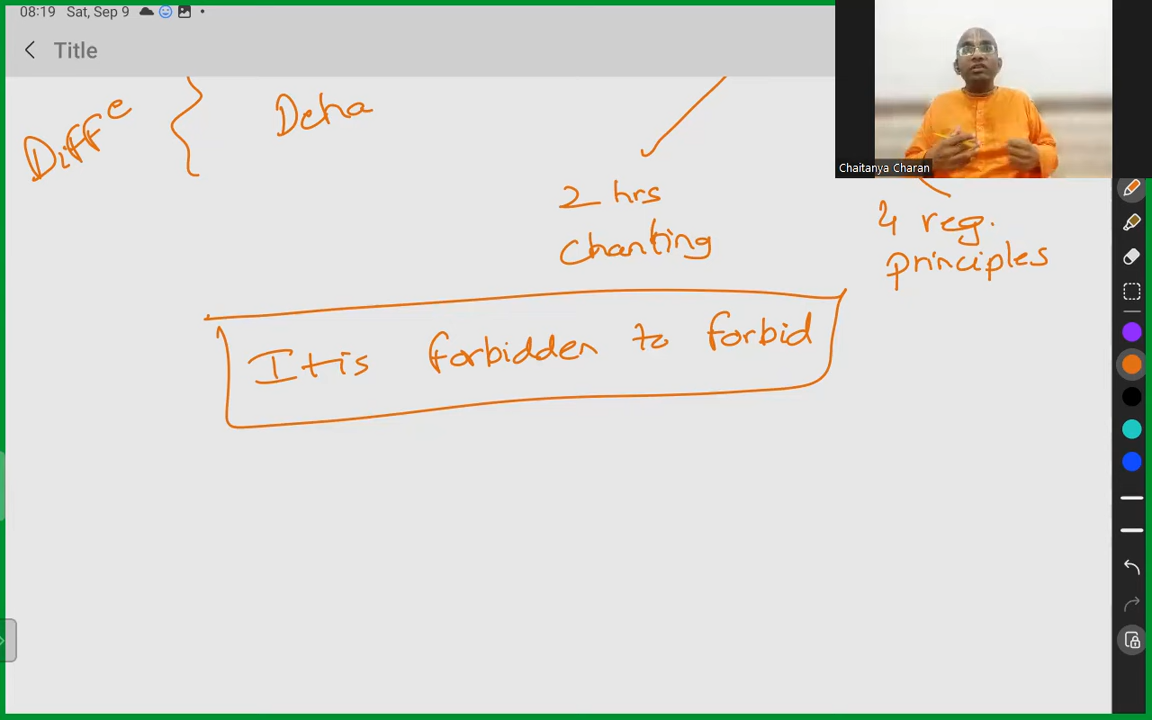 08:19 Sat, Sep 9
Title
Chaitanya Charan
Diff e
Deha
2 hrs
Chanting
4 reg.
principles
It is forbidden to forbid